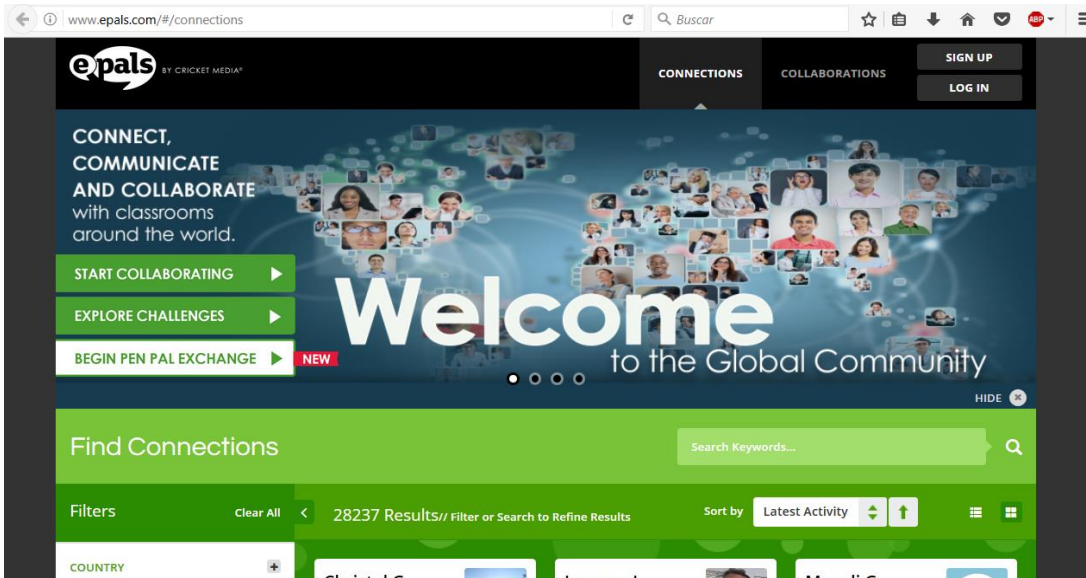 www.epals.com/#/connections
Buscar
ABP
epals BY CRICKET MEDIA®
CONNECTIONS
COLLABORATIONS
SIGN UP
LOG IN
CONNECT,
COMMUNICATE
AND COLLABORATE
with classrooms
around the world.
START COLLABORATING
EXPLORE CHALLENGES
BEGIN PEN PAL EXCHANGE
NEW
Welcome
to the Global Community
HIDE
Find Connections
Search Keywords...
Filters
Clear All
28237 Results// Filter or Search to Refine Results
Sort by
Latest Activity
COUNTRY